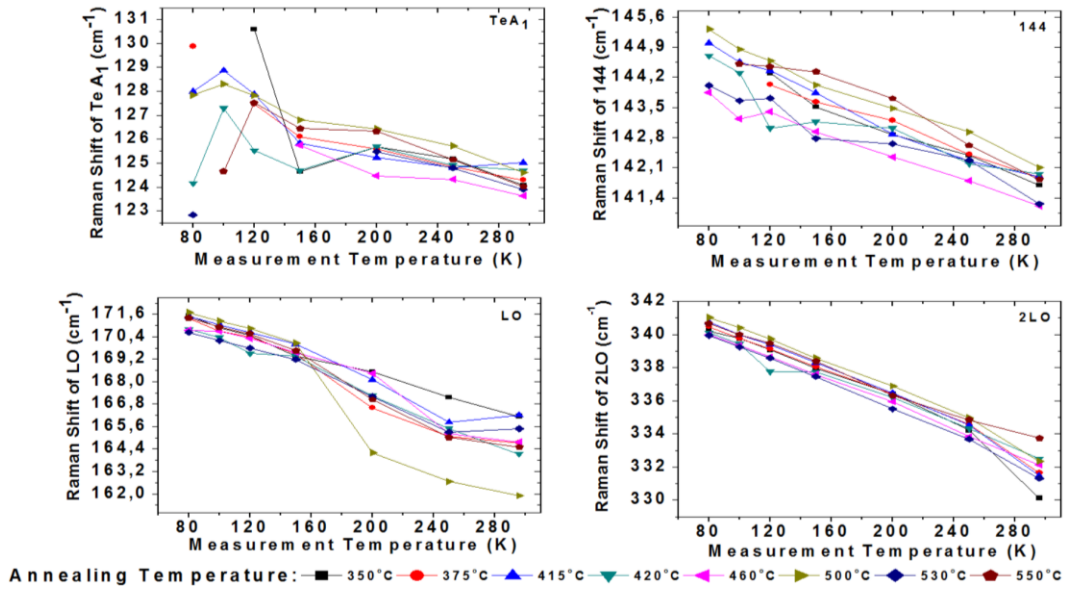 TeA1
Raman Shift of Te A1 (cm-1)
131
130
129
128
127
126
125
124
123
80 120 160 200 240 280
Measurement Temperature (K)
144
Raman Shift of 144 (cm-1)
145,6
144,9
144,2
143,5
142,8
142,1
141,4
80 120 160 200 240 280
Measurement Temperature (K)
LO
Raman Shift of LO (cm-1)
171,6
170,4
169,2
168,0
166,8
165,6
164,4
163,2
162,0
80 120 160 200 240 280
Measurement Temperature (K)
2LO
Raman Shift of 2LO (cm-1)
342
340
338
336
334
332
330
80 120 160 200 240 280
Measurement Temperature (K)
Annealing Temperature: 350°C 375°C 415°C 420°C 460°C 500°C 530°C 550°C